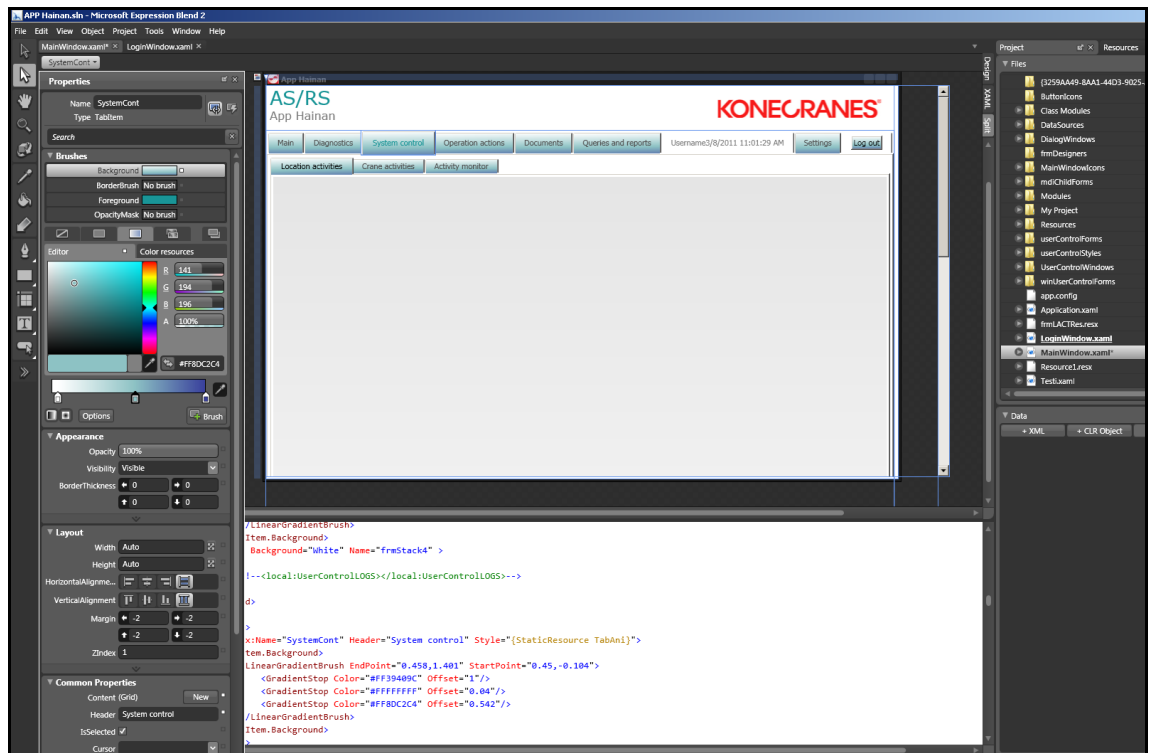 APP Hainan.sln - Microsoft Expression Blend 2
File Edit View Object Project Tools Window Help
MainWindow.xaml* × LoginWindow.xaml ×
SystemCont
Properties
Name SystemCont
Type TabItem
Search
Brushes
Background
BorderBrush No brush
Foreground
OpacityMask No brush
Editor Color resources
R 141
G 194
B 196
A 100%
#FF8DC2C4
Options Brush
Appearance
Opacity 100%
Visibility Visible
BorderThickness 0 0
0 0
Layout
Width Auto
Height Auto
HorizontalAlignme...
VerticalAlignment
Margin -2 -2
-2 -2
ZIndex 1
Common Properties
Content (Grid) New
Header System control
IsSelected
Cursor
App Hainan
AS/RS
App Hainan
KONECRANES®
Main Diagnostics System control Operation actions Documents Queries and reports Username3/8/2011 11:01:29 AM Settings Log out
Location activities Crane activities Activity monitor
Design XAML Split
/LinearGradientBrush>
Item.Background>
Background="White" Name="frmStack4" >
!--<local:UserControlLOGS></local:UserControlLOGS>-->
d>
>
x:Name="SystemCont" Header="System control" Style="{StaticResource TabAni}">
tem.Background>
LinearGradientBrush EndPoint="0.458,1.401" StartPoint="0.45,-0.104">
<GradientStop Color="#FF39409C" Offset="1"/>
<GradientStop Color="#FFFFFFFF" Offset="0.04"/>
<GradientStop Color="#FF8DC2C4" Offset="0.542"/>
/LinearGradientBrush>
Item.Background>
>
Project × Resources
Files
{3259AA49-8AA1-44D3-9025-
ButtonIcons
Class Modules
DataSources
DialogWindows
frmDesigners
MainWindowIcons
mdiChildForms
Modules
My Project
Resources
userControlForms
userControlStyles
UserControlWindows
winUserControlForms
app.config
Application.xaml
frmLACTRes.resx
LoginWindow.xaml
MainWindow.xaml*
Resource1.resx
Testi.xaml
Data
+ XML + CLR Object